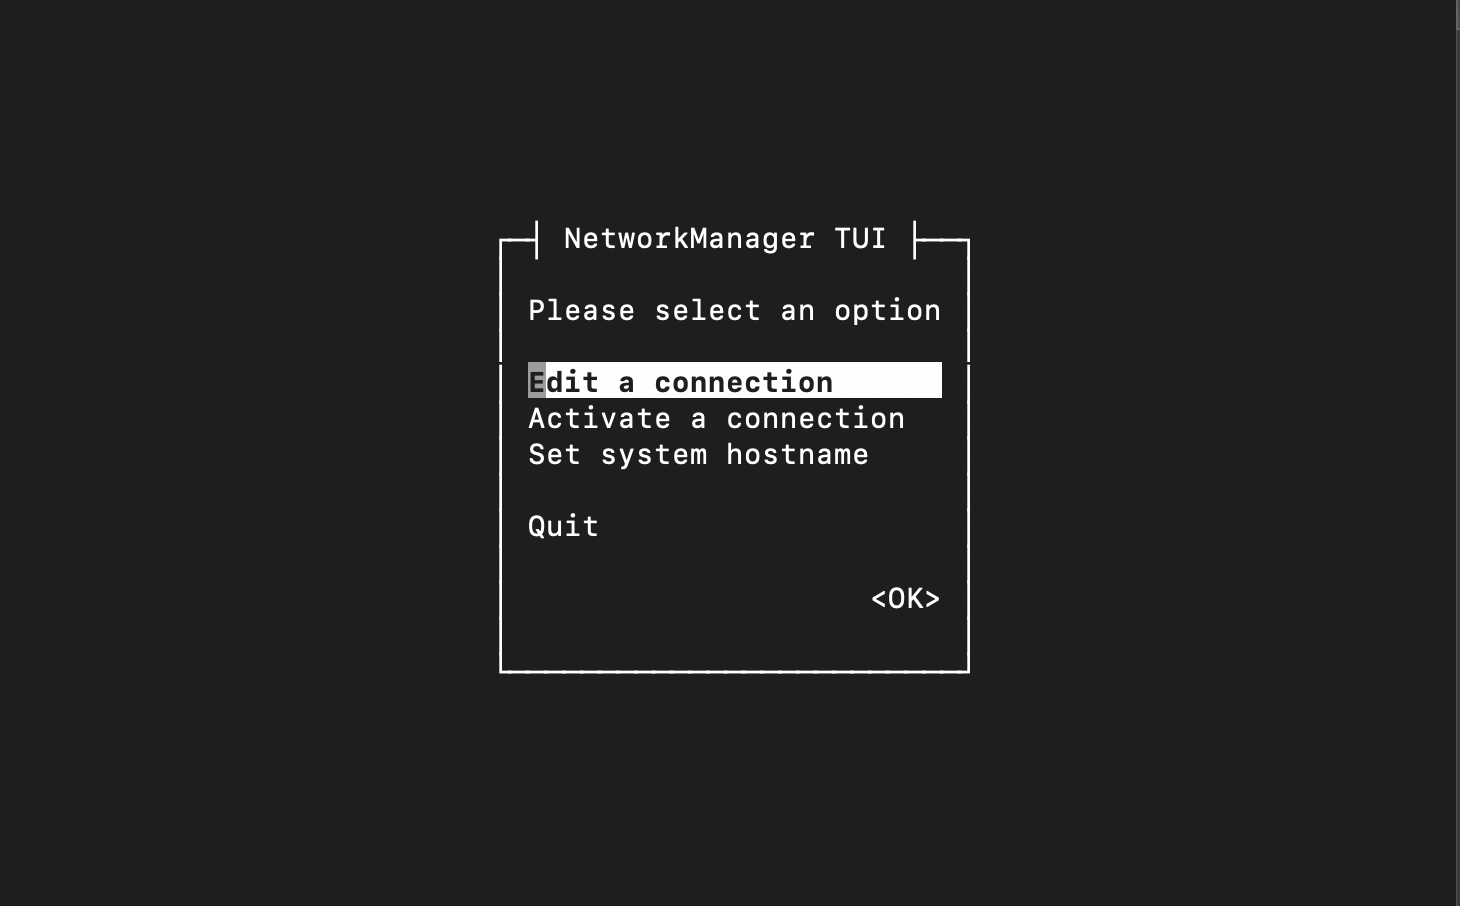 NetworkManager TUI
Please select an option
Edit a connection
Activate a connection
Set system hostname
Quit
<OK>